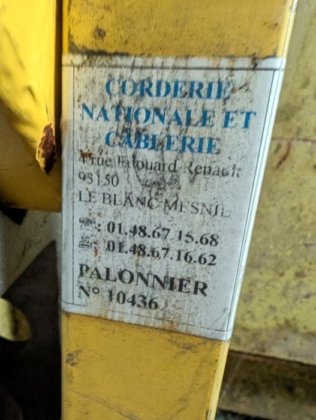 CORDERIE
NATIONALE ET
CABLERIE
rue Edouard Renault
93150
LE BLANC-MESNIL
: 01.48.67.15.68
: 01.48.67.16.62
PALONNIER
N° 10436